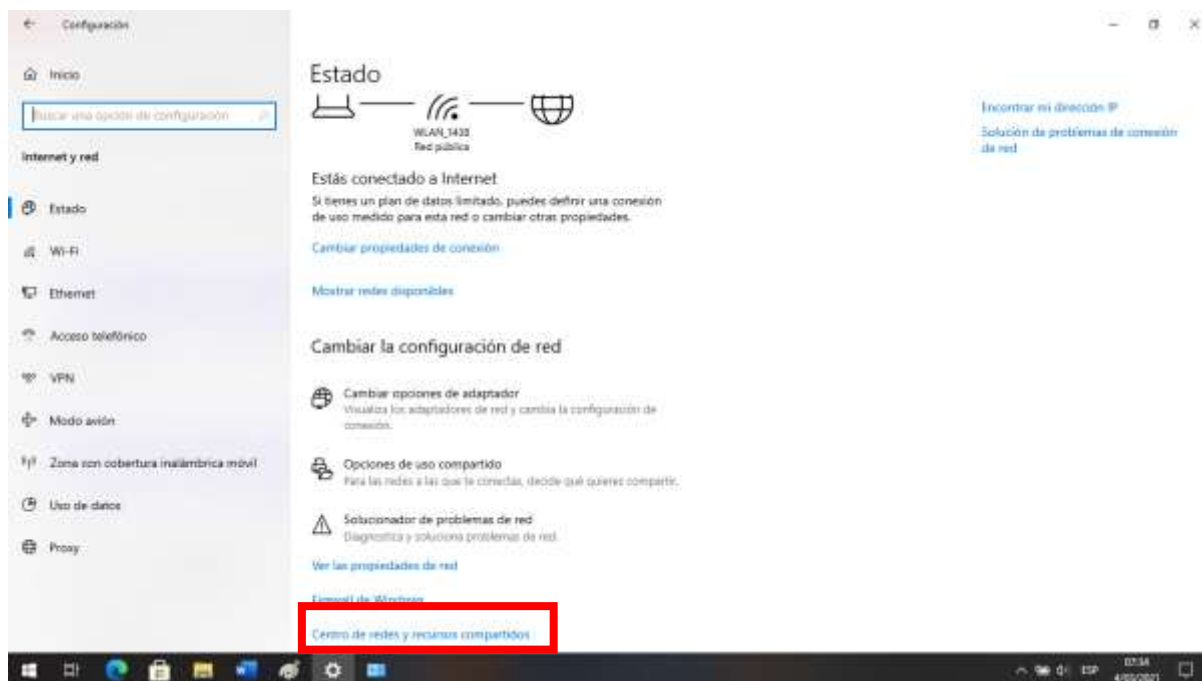 Configuración
Inicio
Buscar una opción de configuración
Internet y red
Estado
Wi-Fi
Ethernet
Acceso telefónico
VPN
Modo avión
Zona con cobertura inalámbrica móvil
Uso de datos
Proxy
Estado
WLAN_1438
Red pública
Estás conectado a Internet
Si tienes un plan de datos limitado, puedes definir una conexión
de uso medido para esta red o cambiar otras propiedades.
Cambiar propiedades de conexión
Mostrar redes disponibles
Cambiar la configuración de red
Cambiar opciones de adaptador
Visualiza los adaptadores de red y cambia la configuración de
conexión.
Opciones de uso compartido
Para las redes a las que te conectas, decide qué quieres compartir.
Solucionador de problemas de red
Diagnostica y soluciona problemas de red.
Ver las propiedades de red
Firewall de Windows
Centro de redes y recursos compartidos
Encontrar mi dirección IP
Solución de problemas de conexión
de red
ESP
07:34
4/03/2021